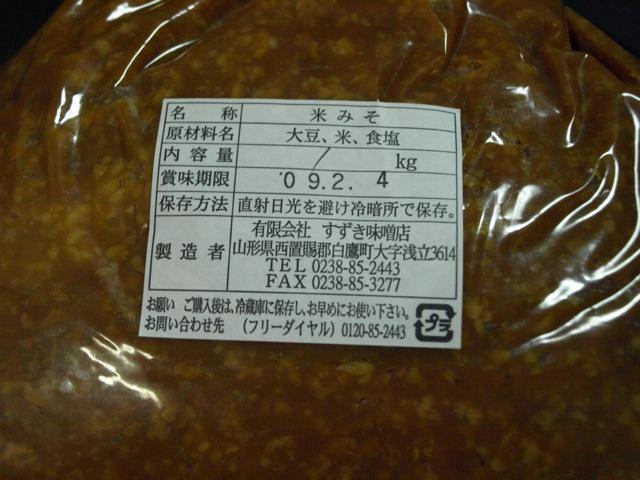 名称 米みそ
原材料名 大豆、米、食塩
内容量 1 kg
賞味期限 '09.2.4
保存方法 直射日光を避け冷暗所で保存。
製造者 有限会社 すずき味噌店
山形県西置賜郡白鷹町大字浅立3614
TEL 0238-85-2443
FAX 0238-85-3277
お願い ご購入後は、冷蔵庫に保存し、お早めにお使い下さい。
お問い合わせ先 (フリーダイヤル) 0120-85-2443
プラ